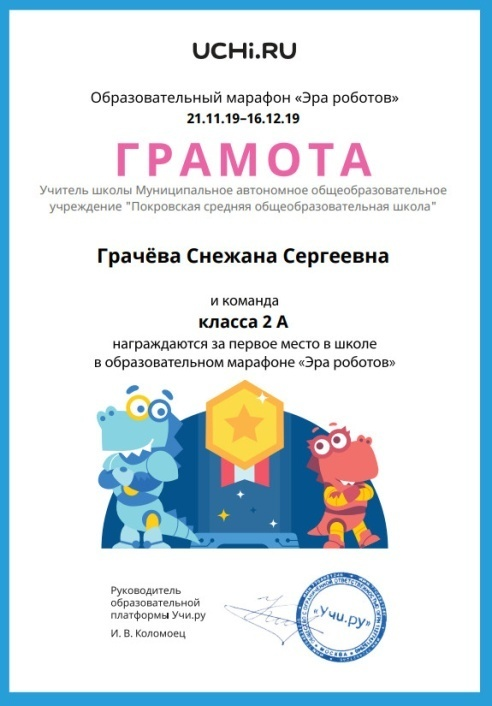 UCHi.RU
Образовательный марафон «Эра роботов»
21.11.19–16.12.19
ГРАМОТА
Учитель школы Муниципальное автономное общеобразовательное
учреждение "Покровская средняя общеобразовательная школа"
Грачёва Снежана Сергеевна
и команда
класса 2 А
награждаются за первое место в школе
в образовательном марафоне «Эра роботов»
Руководитель
образовательной
платформы Учи.ру
И. В. Коломоец
«Учи.ру»
МОСКВА